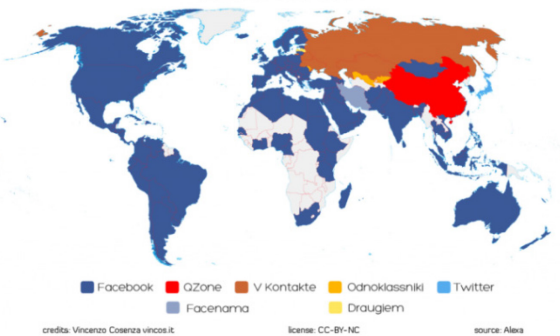 Facebook QZone V Kontakte Odnoklassniki Twitter
Facenama Draugiem
credits: Vincenzo Cosenza vincos.it license: CC-BY-NC source: Alexa